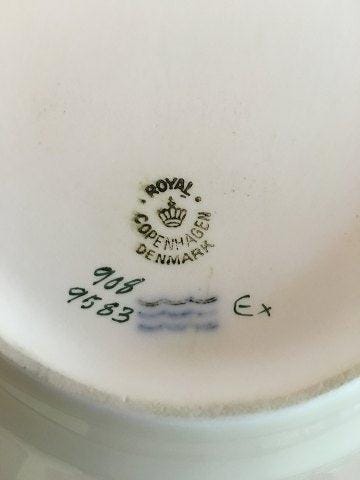 ROYAL
COPENHAGEN
DENMARK
908
9583 Ex